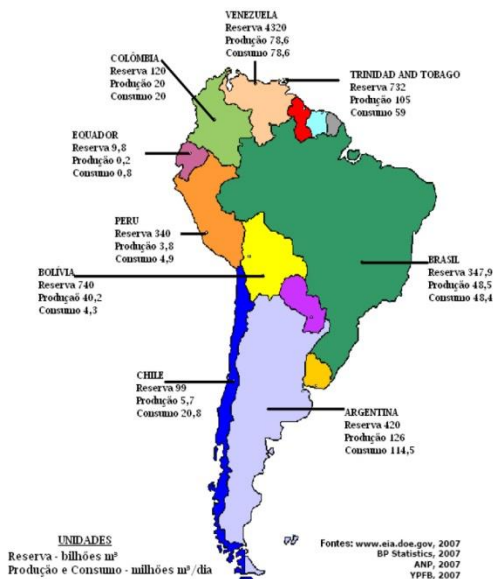 VENEZUELA
Reserva 4320
Produção 78,6
Consumo 78,6
COLÔMBIA
Reserva 120
Produção 20
Consumo 20
TRINIDAD AND TOBAGO
Reserva 732
Produção 105
Consumo 59
EQUADOR
Reserva 9,8
Produção 0,2
Consumo 0,8
PERU
Reserva 340
Produção 3,8
Consumo 4,9
BOLÍVIA
Reserva 740
Produção 40,2
Consumo 4,3
BRASIL
Reserva 347,9
Produção 48,5
Consumo 48,4
CHILE
Reserva 99
Produção 5,7
Consumo 20,8
ARGENTINA
Reserva 420
Produção 126
Consumo 114,5
UNIDADES
Reserva - bilhões m³
Produção e Consumo - milhões m³/dia
Fontes: www.eia.doe.gov, 2007
BP Statistics, 2007
ANP, 2007
YPFB, 2007